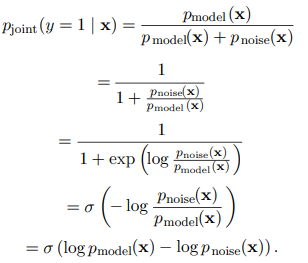 p_joint(y = 1 | x) = p_model(x) / (p_model(x) + p_noise(x))
= 1 / (1 + p_noise(x) / p_model(x))
= 1 / (1 + exp (log p_noise(x) / p_model(x)))
= σ (− log p_noise(x) / p_model(x))
= σ (log p_model(x) − log p_noise(x)) .